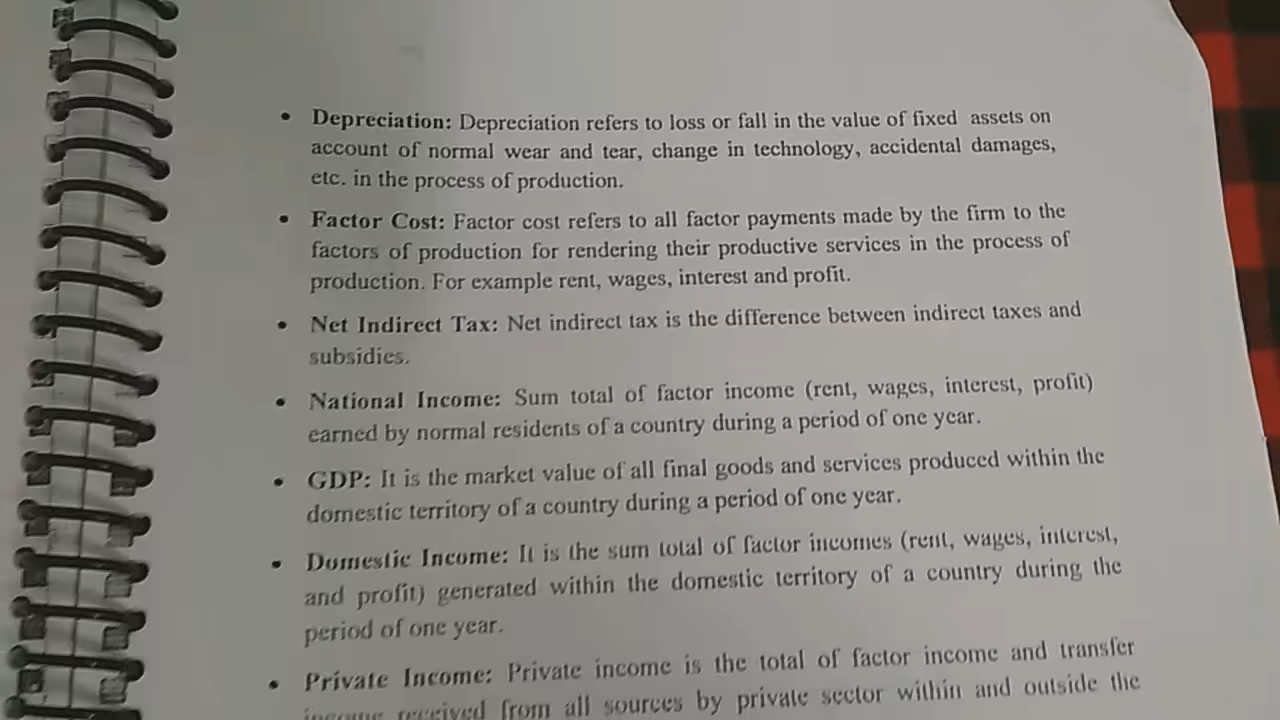 • Depreciation: Depreciation refers to loss or fall in the value of fixed assets on
account of normal wear and tear, change in technology, accidental damages,
etc. in the process of production.
• Factor Cost: Factor cost refers to all factor payments made by the firm to the
factors of production for rendering their productive services in the process of
production. For example rent, wages, interest and profit.
• Net Indirect Tax: Net indirect tax is the difference between indirect taxes and
subsidies.
• National Income: Sum total of factor income (rent, wages, interest, profit)
earned by normal residents of a country during a period of one year.
• GDP: It is the market value of all final goods and services produced within the
domestic territory of a country during a period of one year.
• Domestic Income: It is the sum total of factor incomes (rent, wages, interest,
and profit) generated within the domestic territory of a country during the
period of one year.
• Private Income: Private income is the total of factor income and transfer
income received from all sources by private sector within and outside the